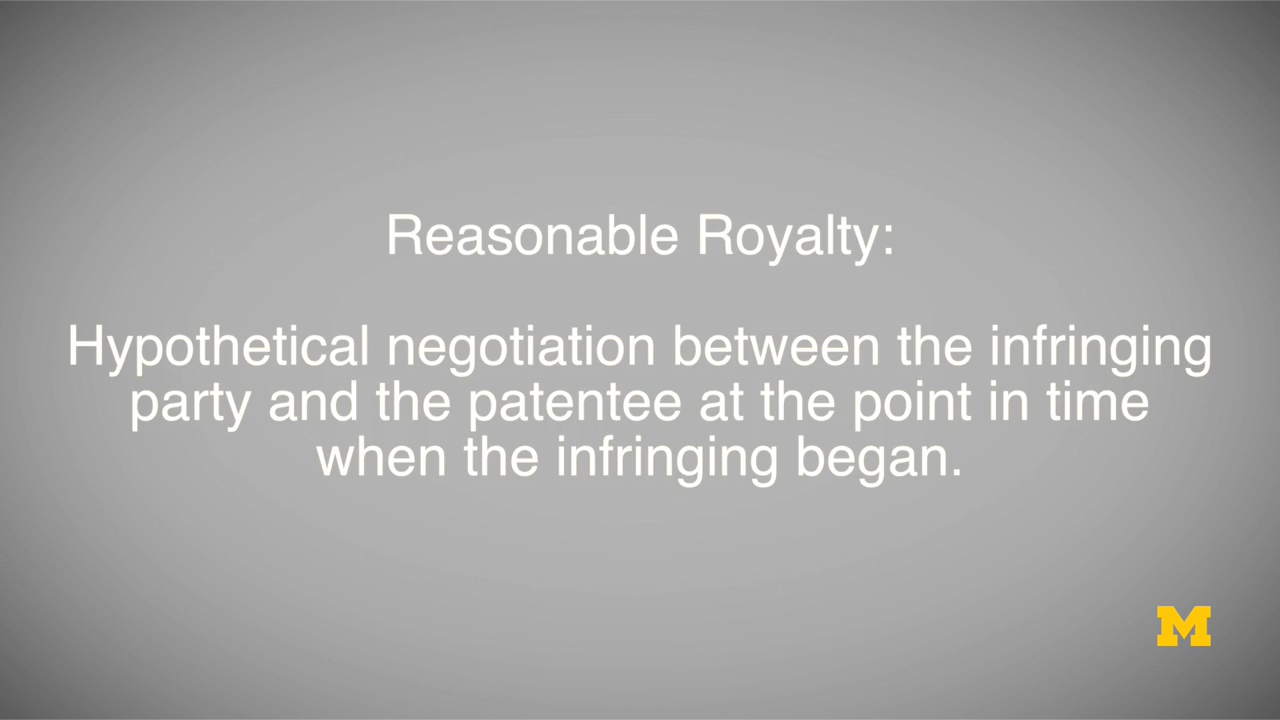 Reasonable Royalty:
Hypothetical negotiation between the infringing
party and the patentee at the point in time
when the infringing began.
M